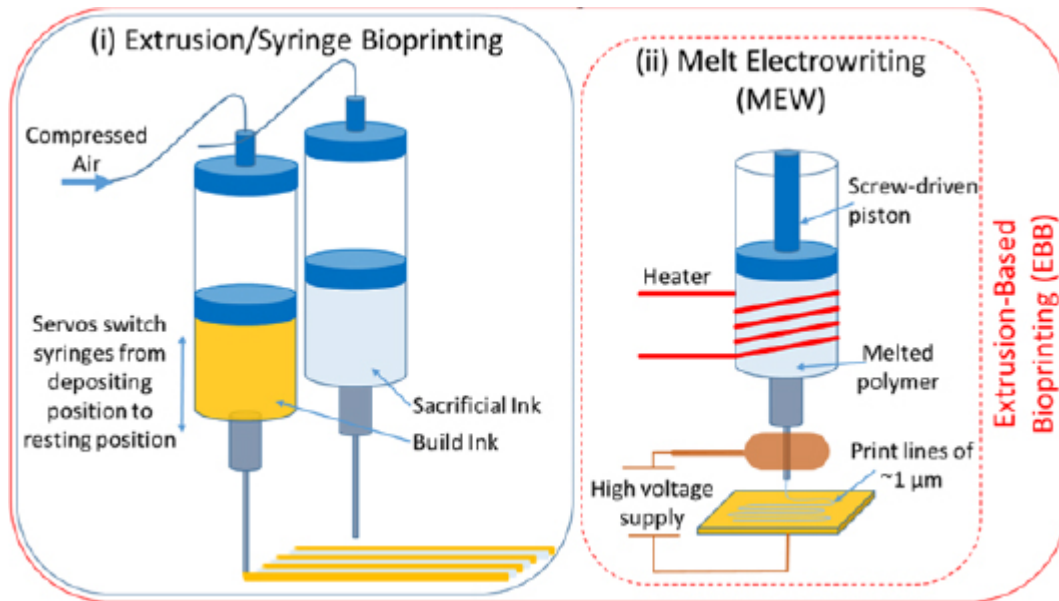 (i) Extrusion/Syringe Bioprinting
Compressed
Air
Servos switch
syringes from
depositing
position to
resting position
Sacrificial Ink
Build Ink
(ii) Melt Electrowriting
(MEW)
Screw-driven
piston
Heater
Melted
polymer
Print lines of
~1 µm
High voltage
supply
Extrusion-Based
Bioprinting (EBB)